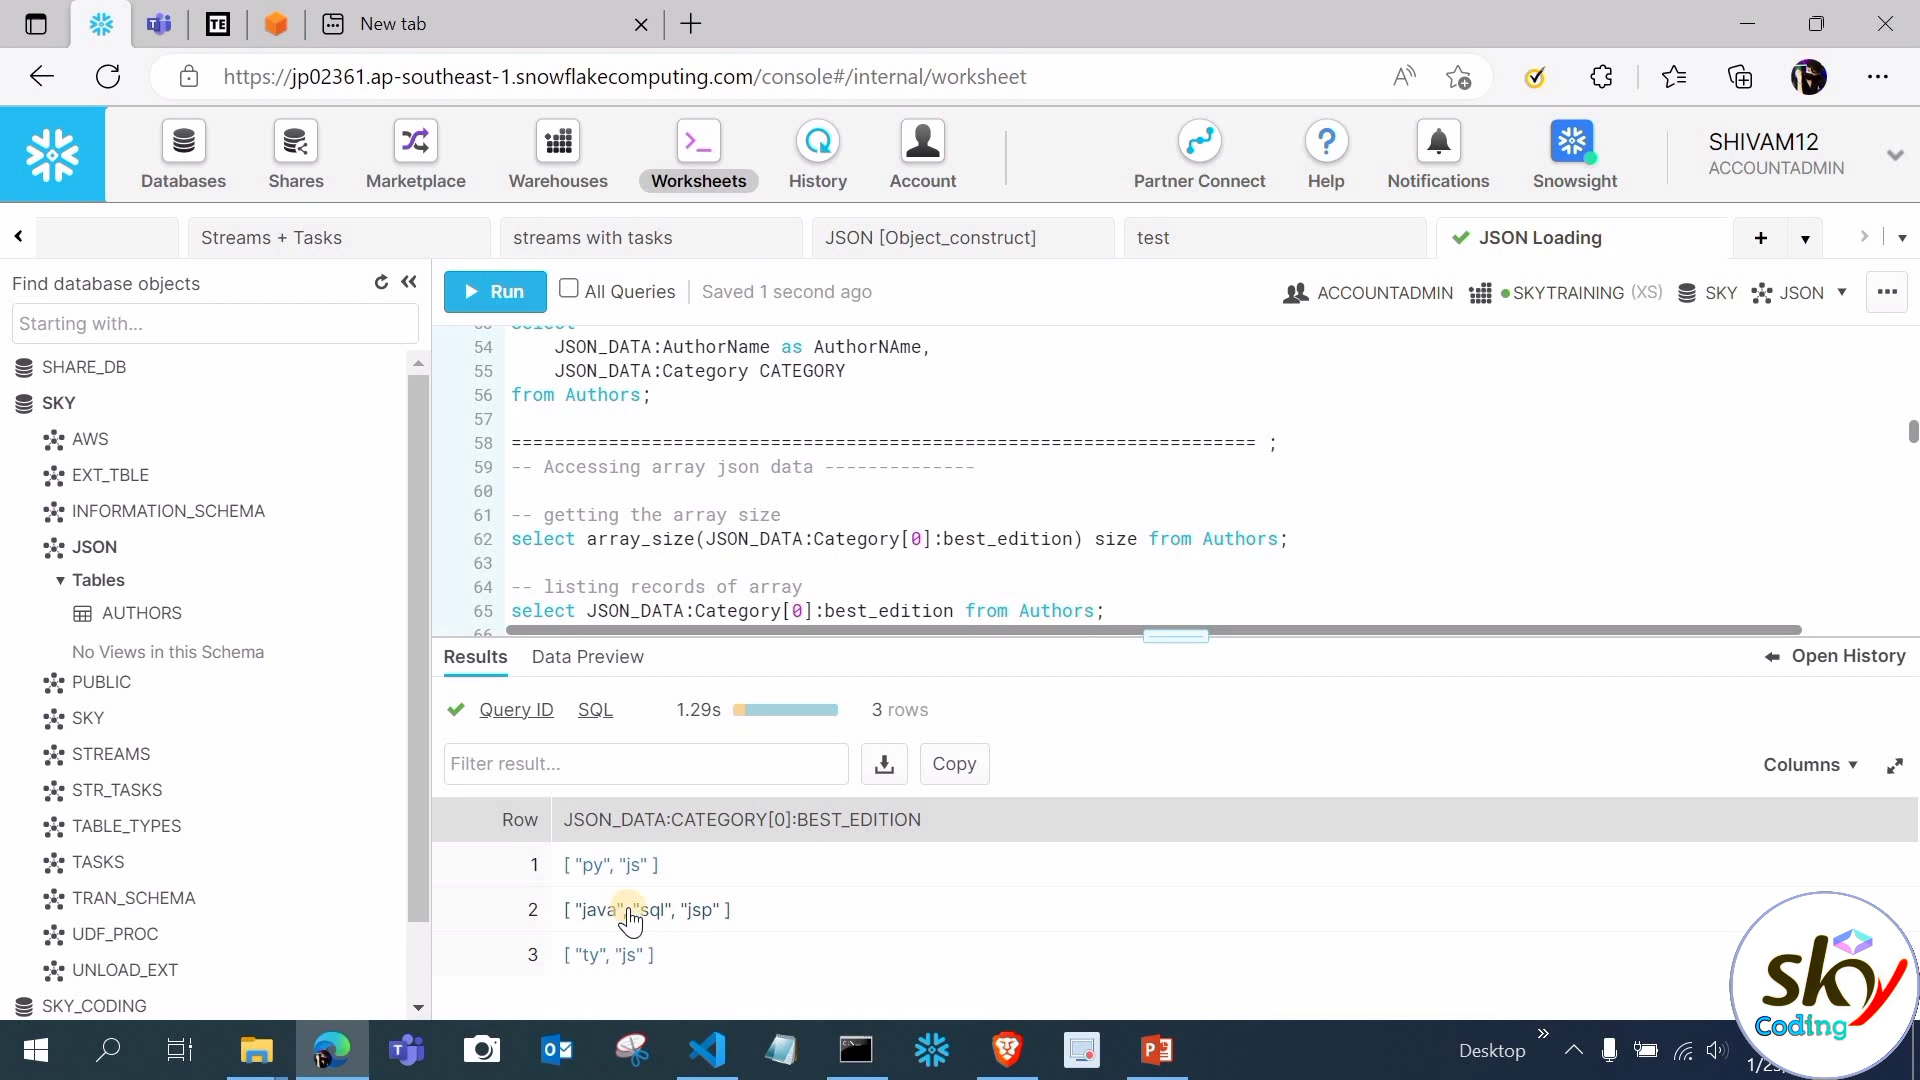 New tab
https://jp02361.ap-southeast-1.snowflakecomputing.com/console#/internal/worksheet
Databases
Shares
Marketplace
Warehouses
Worksheets
History
Account
Partner Connect
Help
Notifications
Snowsight
SHIVAM12
ACCOUNTADMIN
Streams + Tasks
streams with tasks
JSON [Object_construct]
test
JSON Loading
Find database objects
Starting with...
SHARE_DB
SKY
AWS
EXT_TBLE
INFORMATION_SCHEMA
JSON
Tables
AUTHORS
No Views in this Schema
PUBLIC
SKY
STREAMS
STR_TASKS
TABLE_TYPES
TASKS
TRAN_SCHEMA
UDF_PROC
UNLOAD_EXT
SKY_CODING
Run
All Queries
Saved 1 second ago
ACCOUNTADMIN
SKYTRAINING (XS)
SKY
JSON
54 JSON_DATA:AuthorName as AuthorNAme,
55 JSON_DATA:Category CATEGORY
56 from Authors;
57
58 ===================================================================== ;
59 -- Accessing array json data --------------
60
61 -- getting the array size
62 select array_size(JSON_DATA:Category[0]:best_edition) size from Authors;
63
64 -- listing records of array
65 select JSON_DATA:Category[0]:best_edition from Authors;
66
Results
Data Preview
Open History
Query ID
SQL
1.29s
3 rows
Filter result...
Copy
Columns
Row JSON_DATA:CATEGORY[0]:BEST_EDITION
1 [ "py", "js" ]
2 [ "java", "sql", "jsp" ]
3 [ "ty", "js" ]
sky
Coding
Desktop